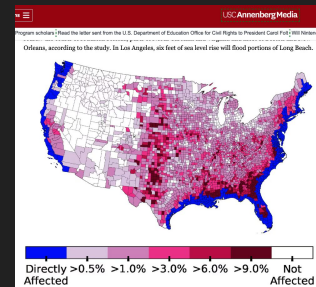 ns
USC Annenberg Media
Program scholars Read the letter sent from the U.S. Department of Education Office for Civil Rights to President Carol Folt Will
Orleans, according to the study. In Los Angeles, six feet of sea level rise will flood portions of Long Beach.
Directly Affected >0.5% >1.0% >3.0% >6.0% >9.0% Not Affected